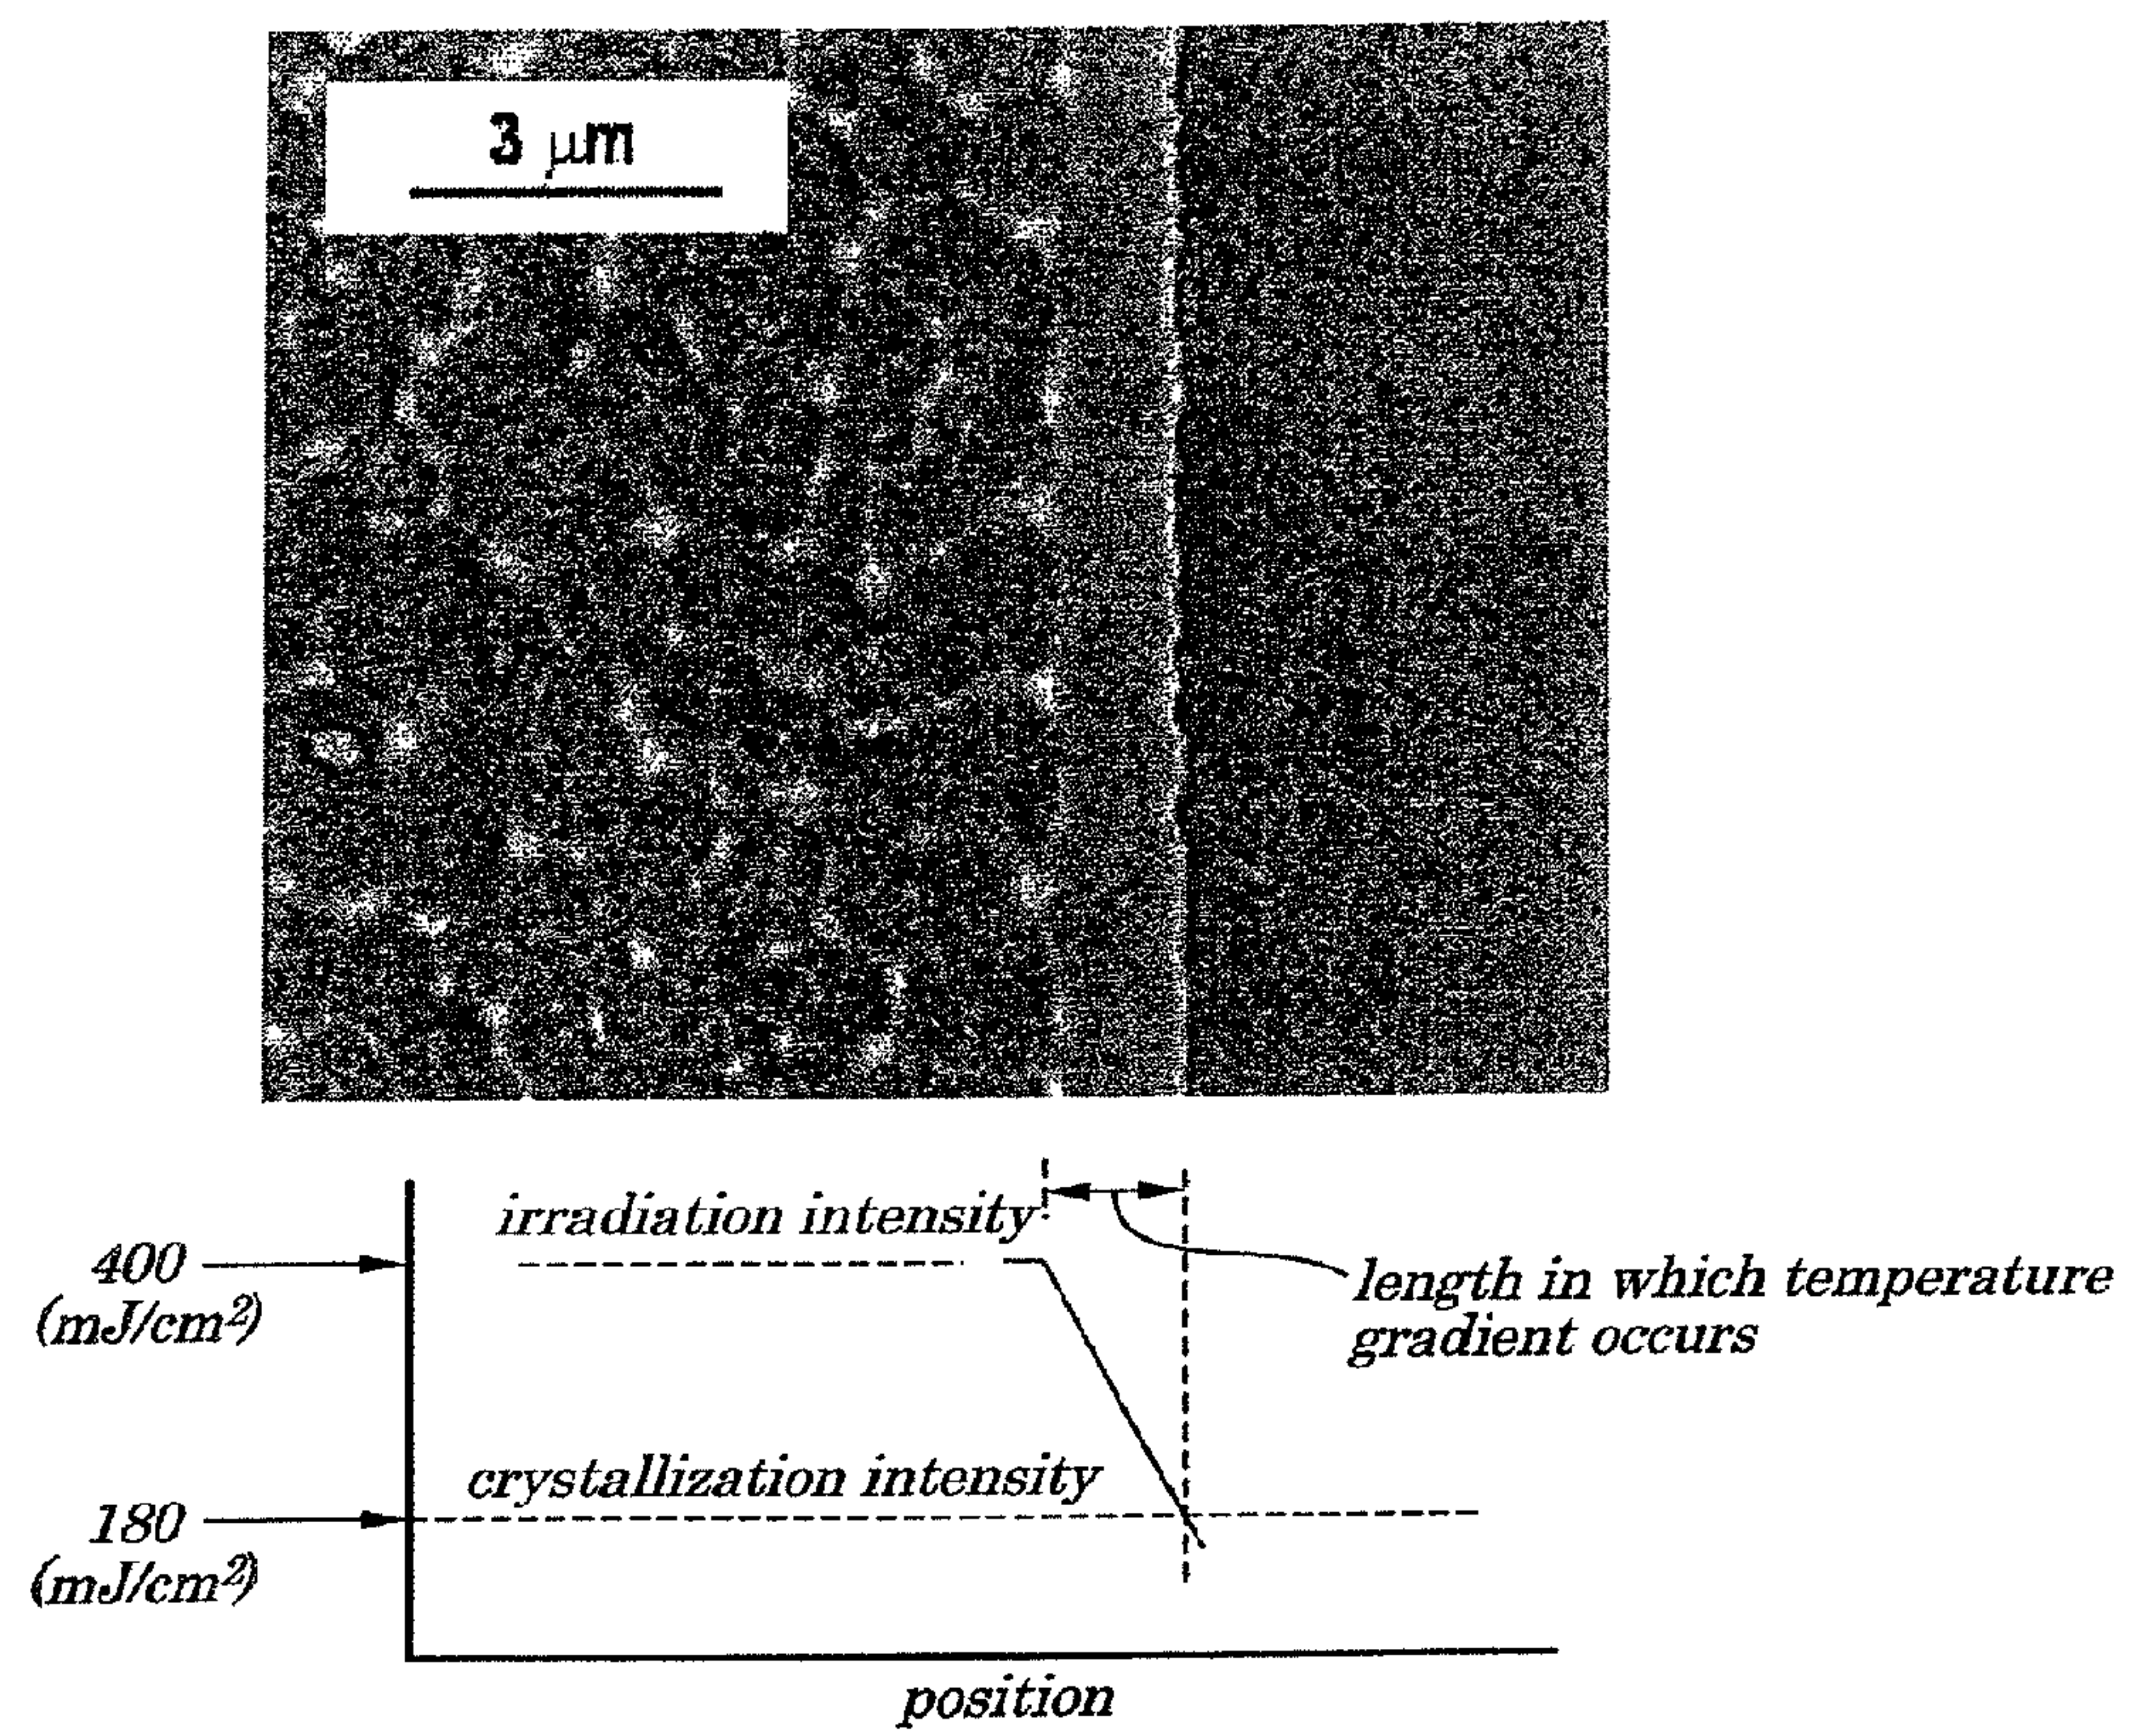 3 μm
irradiation intensity
400
(mJ/cm²)
length in which temperature
gradient occurs
crystallization intensity
180
(mJ/cm²)
position